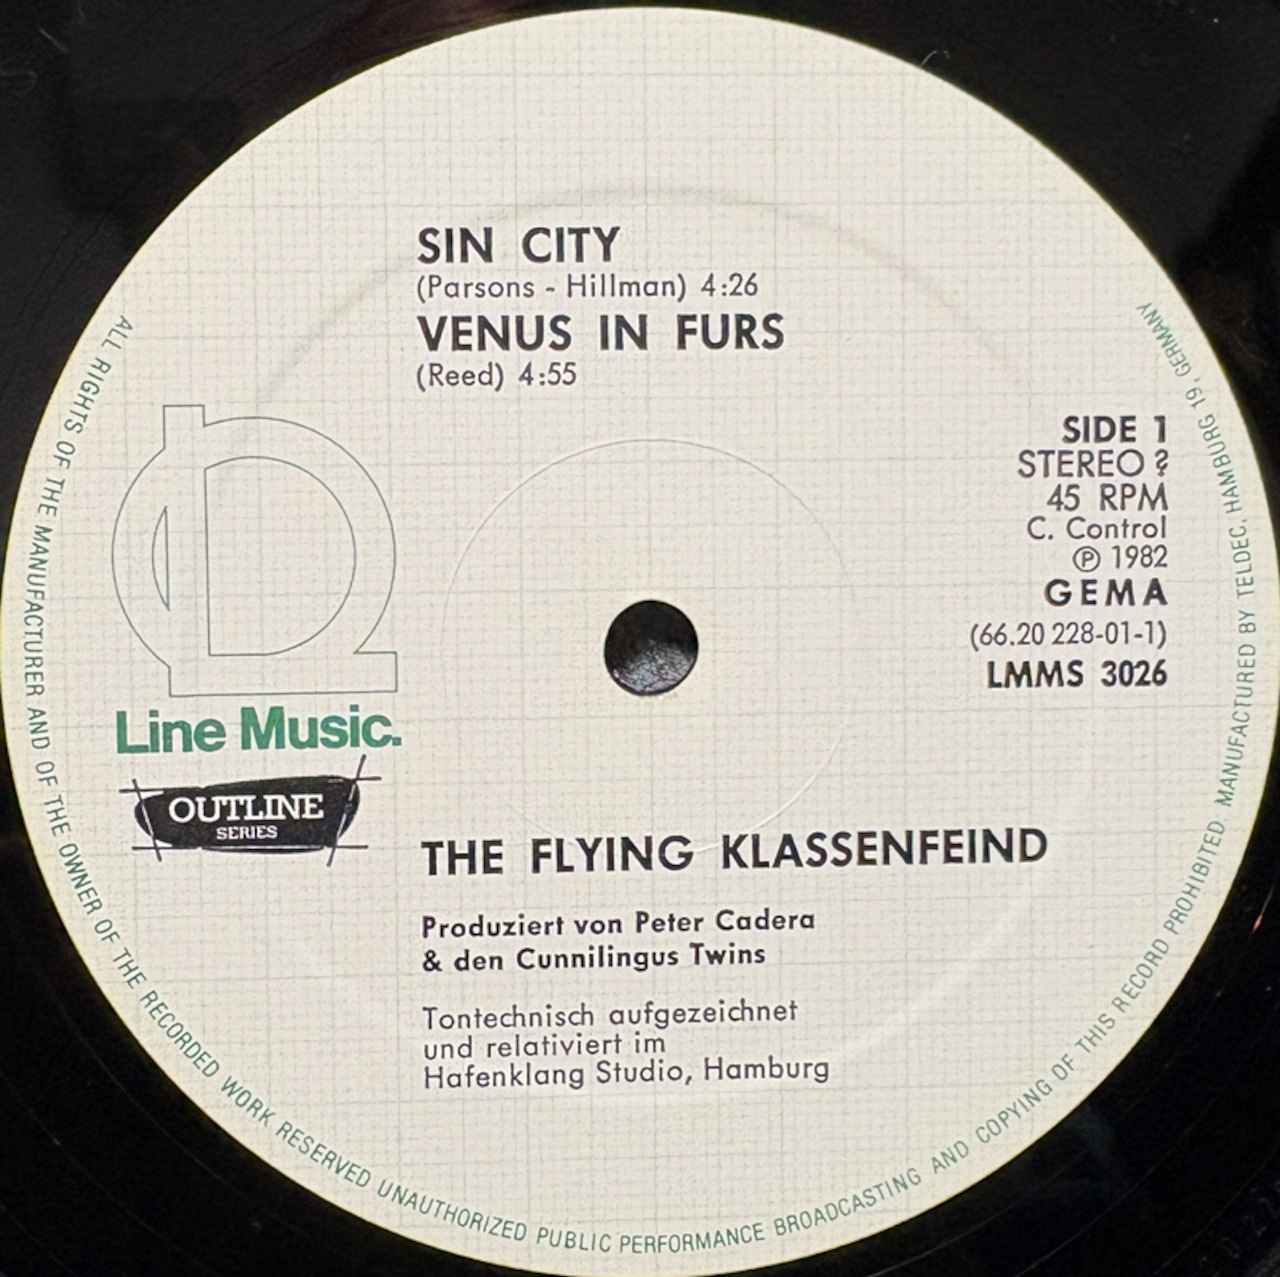 SIN CITY
(Parsons - Hillman) 4:26
VENUS IN FURS
(Reed) 4:55
SIDE 1
STEREO ?
45 RPM
C. Control
Ⓟ 1982
GEMA
(66.20 228-01-1)
LMMS 3026
Line Music.
OUTLINE
SERIES
THE FLYING KLASSENFEIND
Produziert von Peter Cadera
& den Cunnilingus Twins
Tontechnisch aufgezeichnet
und relativiert im
Hafenklang Studio, Hamburg
ALL RIGHTS OF THE MANUFACTURER AND OF THE OWNER OF THE RECORDED WORK RESERVED UNAUTHORIZED PUBLIC PERFORMANCE BROADCASTING AND COPYING OF THIS RECORD PROHIBITED. MANUFACTURED BY TELDEC, HAMBURG 19, GERMANY